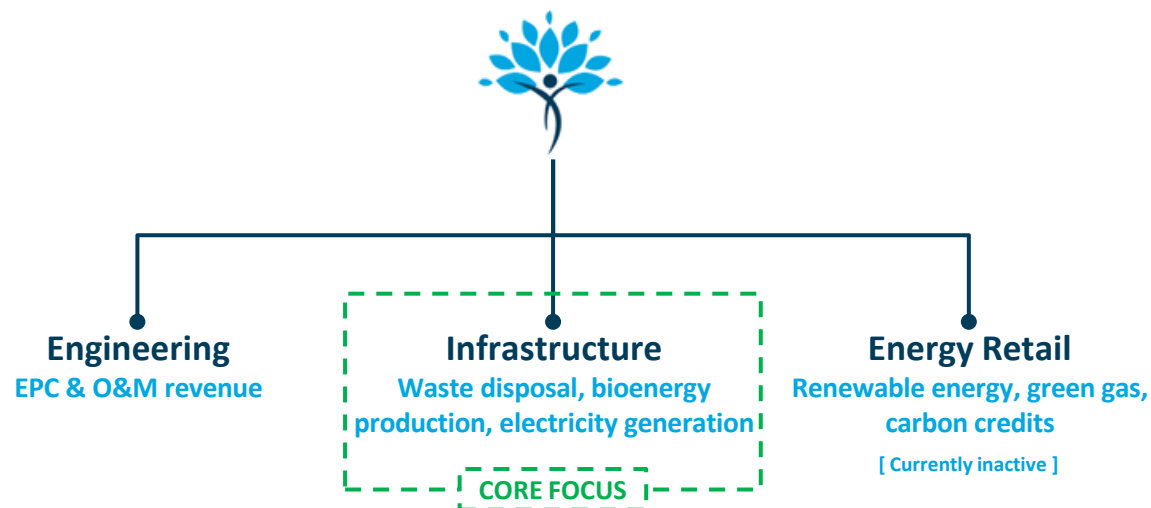 Engineering
EPC & O&M revenue
Infrastructure
Waste disposal, bioenergy
production, electricity generation
CORE FOCUS
Energy Retail
Renewable energy, green gas,
carbon credits
[ Currently inactive ]